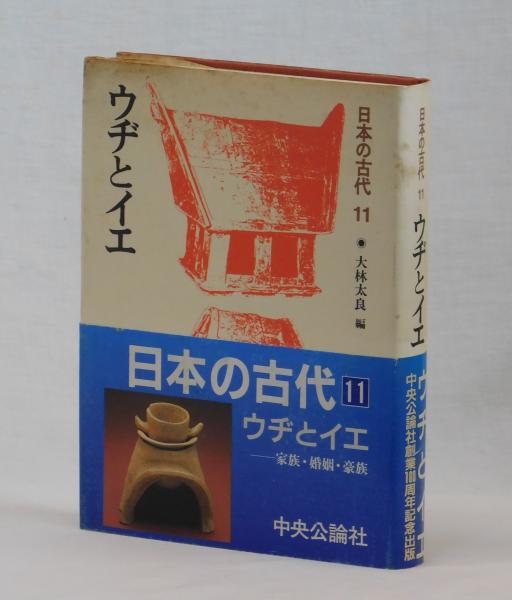 ウヂとイエ
日本の古代 11
●大林太良 編
日本の古代 11
ウヂとイエ
——家族・婚姻・豪族
中央公論社
日本の古代 11
ウヂとイエ
ウヂとイエ
中央公論社創業100周年記念出版